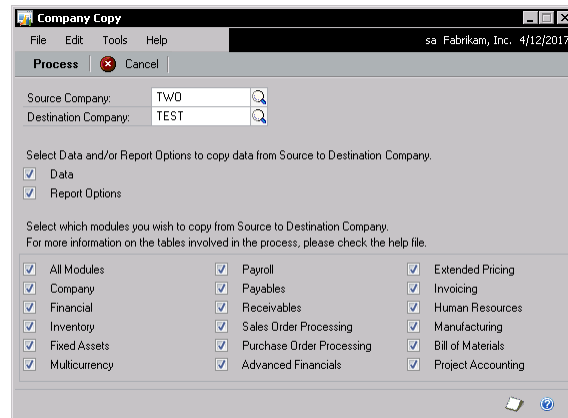 Company Copy
File Edit Tools Help sa Fabrikam, Inc. 4/12/2017
Process Cancel
Source Company: TWO
Destination Company: TEST
Select Data and/or Report Options to copy data from Source to Destination Company.
Data
Report Options
Select which modules you wish to copy from Source to Destination Company.
For more information on the tables involved in the process, please check the help file.
All Modules Payroll Extended Pricing
Company Payables Invoicing
Financial Receivables Human Resources
Inventory Sales Order Processing Manufacturing
Fixed Assets Purchase Order Processing Bill of Materials
Multicurrency Advanced Financials Project Accounting